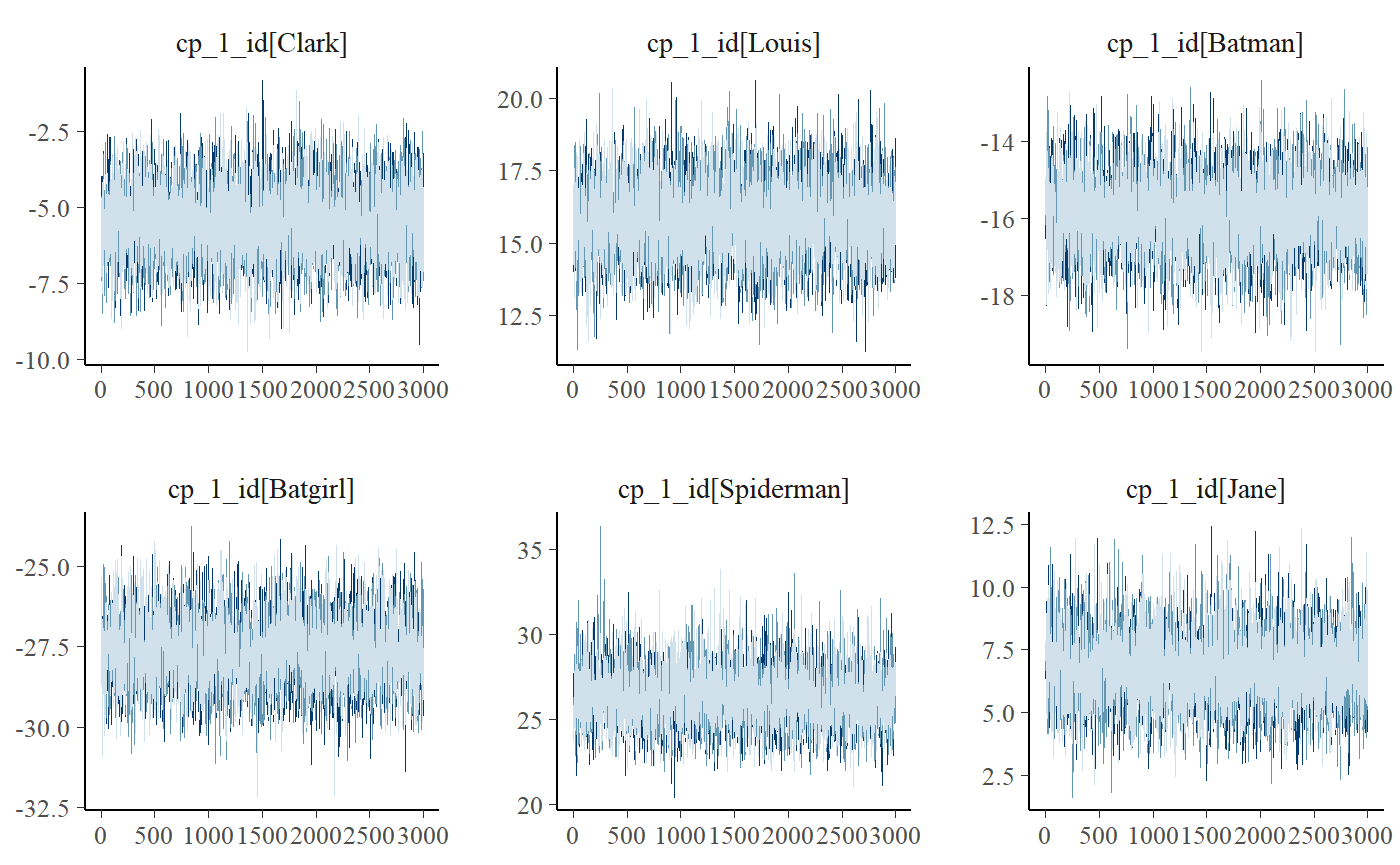 cp_1_id[Clark]
-2.5
-5.0
-7.5
-10.0
0 500 1000 1500 2000 2500 3000
cp_1_id[Louis]
20.0
17.5
15.0
12.5
0 500 1000 1500 2000 2500 3000
cp_1_id[Batman]
-14
-16
-18
0 500 1000 1500 2000 2500 3000
cp_1_id[Batgirl]
-25.0
-27.5
-30.0
-32.5
0 500 1000 1500 2000 2500 3000
cp_1_id[Spiderman]
35
30
25
20
0 500 1000 1500 2000 2500 3000
cp_1_id[Jane]
12.5
10.0
7.5
5.0
2.5
0 500 1000 1500 2000 2500 3000